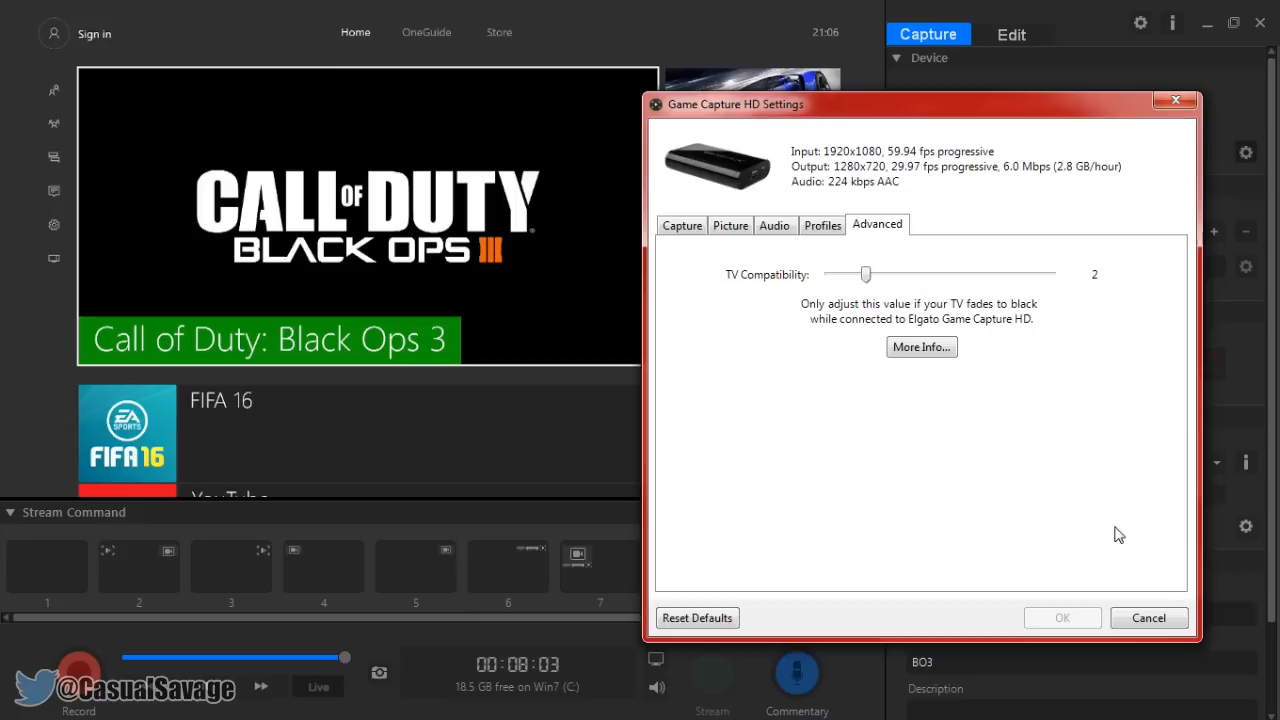 Sign in
Home
OneGuide
Store
21:06
Capture
Edit
Device
CALL OF DUTY
BLACK OPS III
Call of Duty: Black Ops 3
EA SPORTS
FIFA 16
FIFA 16
YouTube
Game Capture HD Settings
Input: 1920x1080, 59.94 fps progressive
Output: 1280x720, 29.97 fps progressive, 6.0 Mbps (2.8 GB/hour)
Audio: 224 kbps AAC
Capture
Picture
Audio
Profiles
Advanced
TV Compatibility:
2
Only adjust this value if your TV fades to black
while connected to Elgato Game Capture HD.
More Info...
Reset Defaults
OK
Cancel
Stream Command
1
2
3
4
5
6
7
00:08:03
18.5 GB free on Win7 (C:)
Live
@CasualSavage
Record
Stream
Commentary
BO3
Description